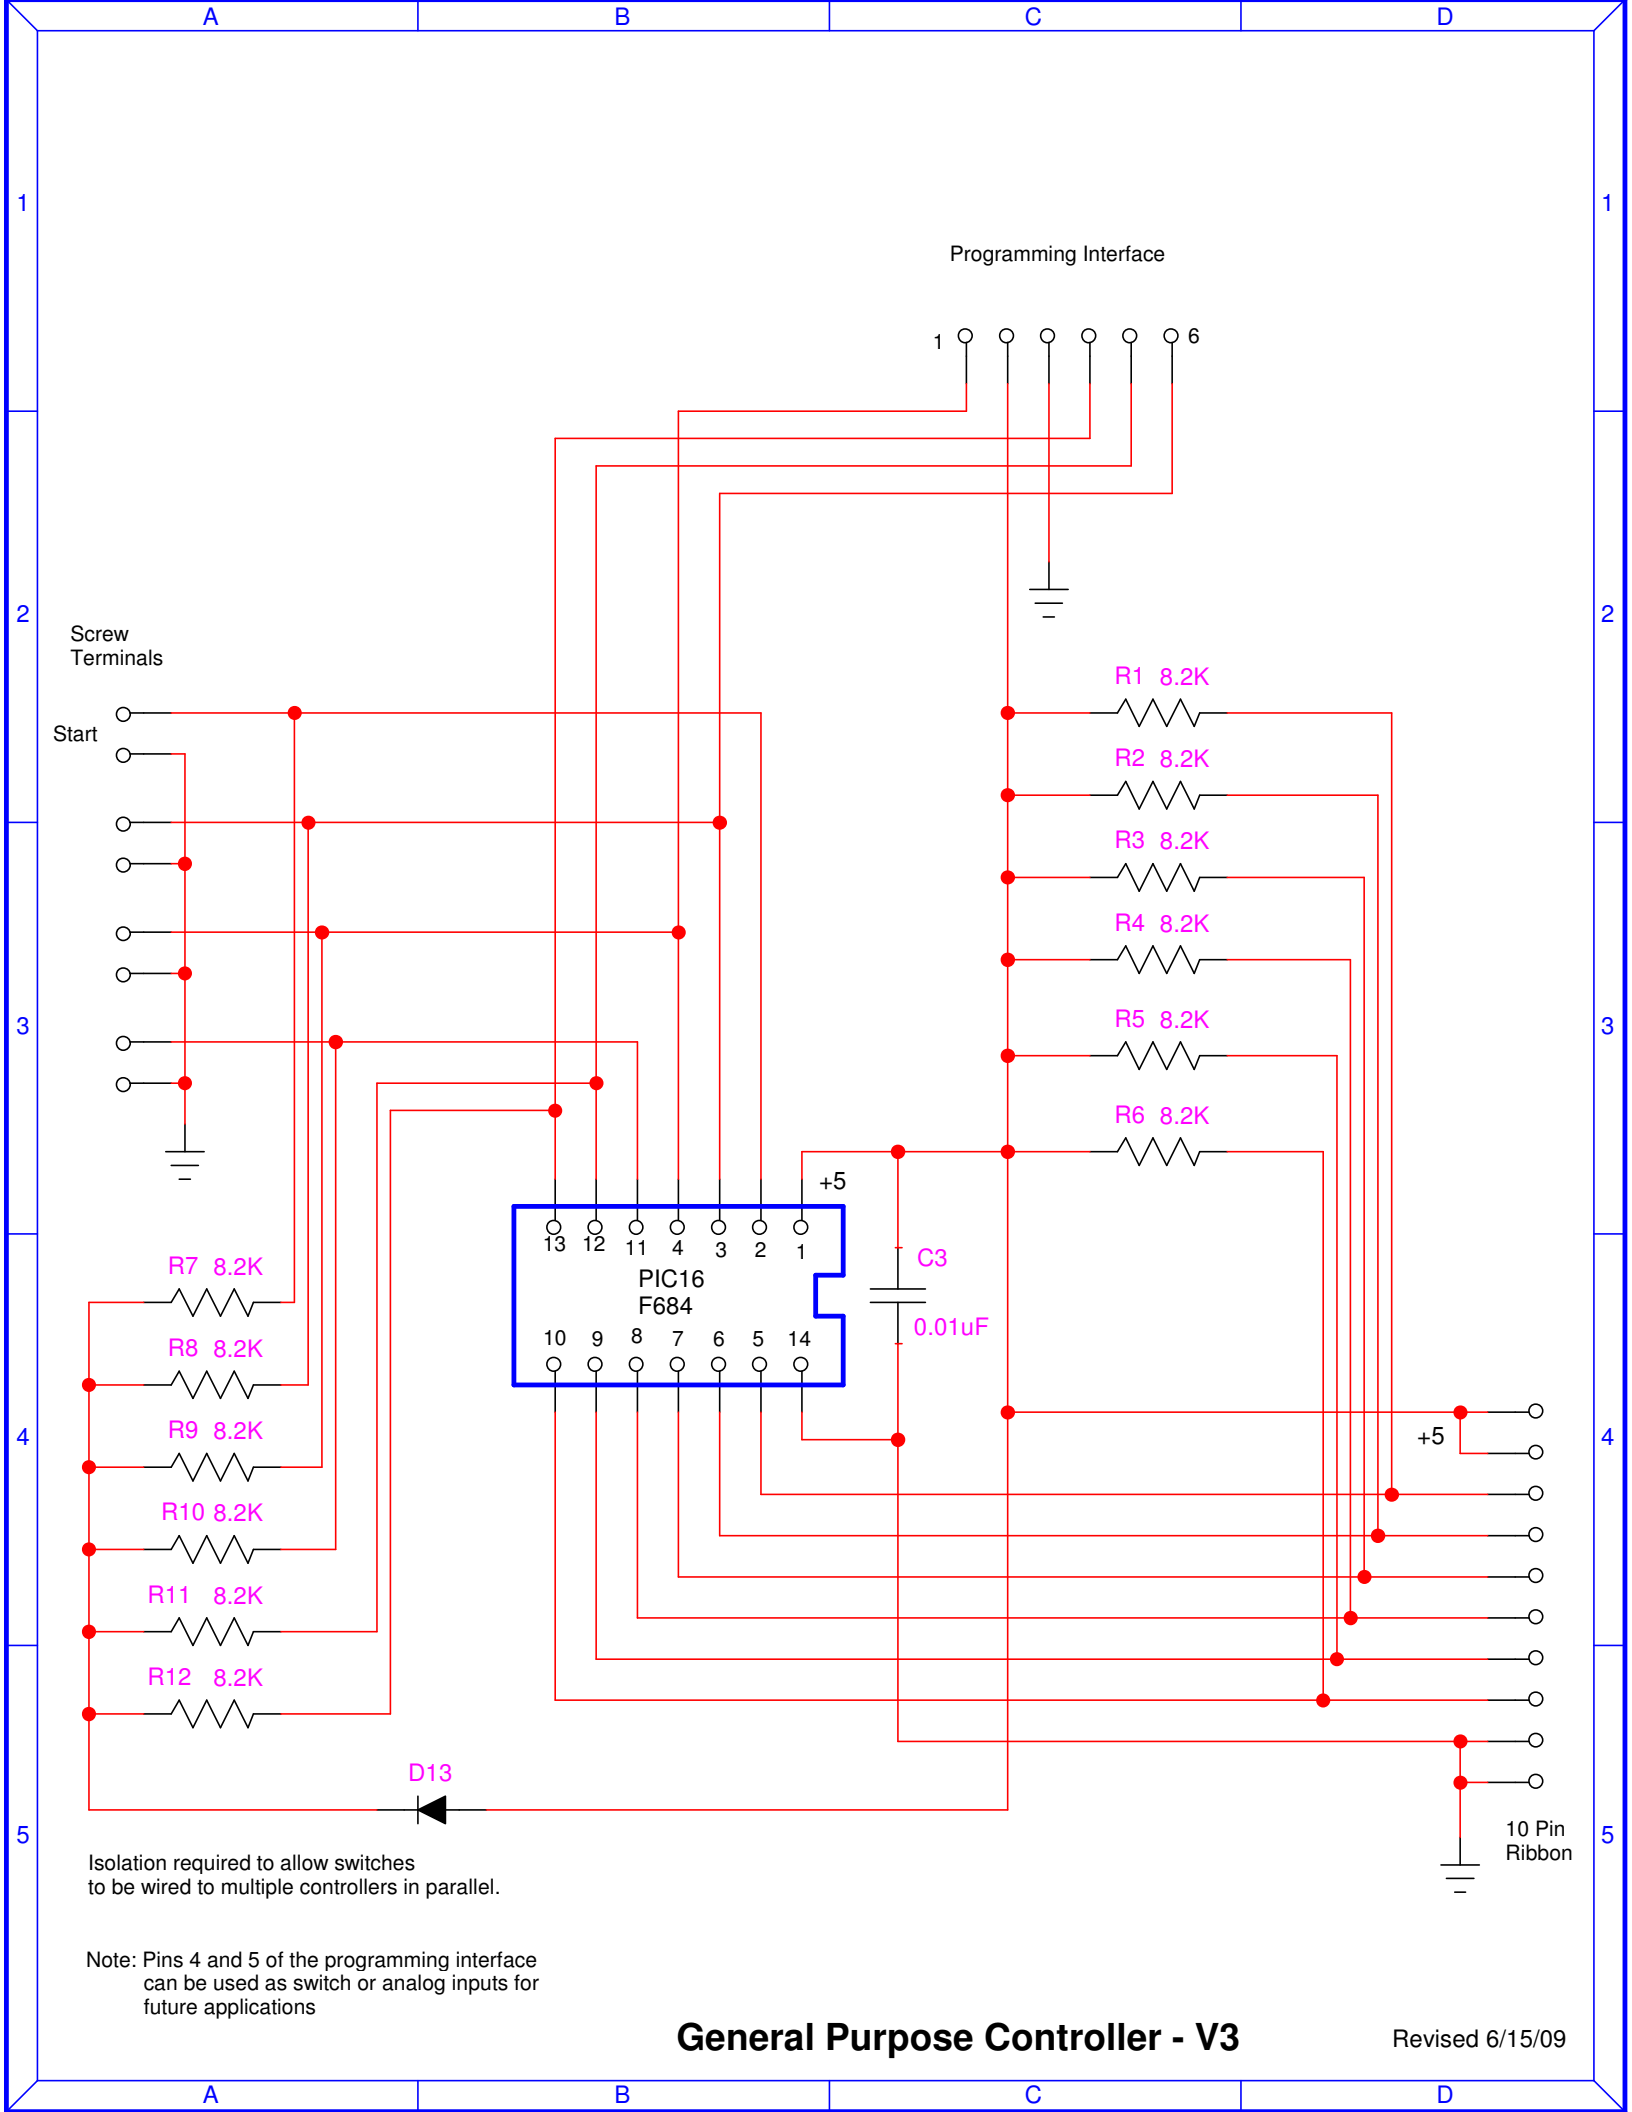 A B C D
1 1
Programming Interface
1 6
2 2
Screw
Terminals
Start
R1 8.2K
R2 8.2K
R3 8.2K
R4 8.2K
3 3
R5 8.2K
R6 8.2K
+5
13 12 11 4 3 2 1
PIC16
F684
10 9 8 7 6 5 14
C3
0.01uF
R7 8.2K
R8 8.2K
R9 8.2K
4 4
+5
R10 8.2K
R11 8.2K
R12 8.2K
D13
5 5
10 Pin
Ribbon
Isolation required to allow switches
to be wired to multiple controllers in parallel.
Note: Pins 4 and 5 of the programming interface
can be used as switch or analog inputs for
future applications
General Purpose Controller - V3
Revised 6/15/09
A B C D